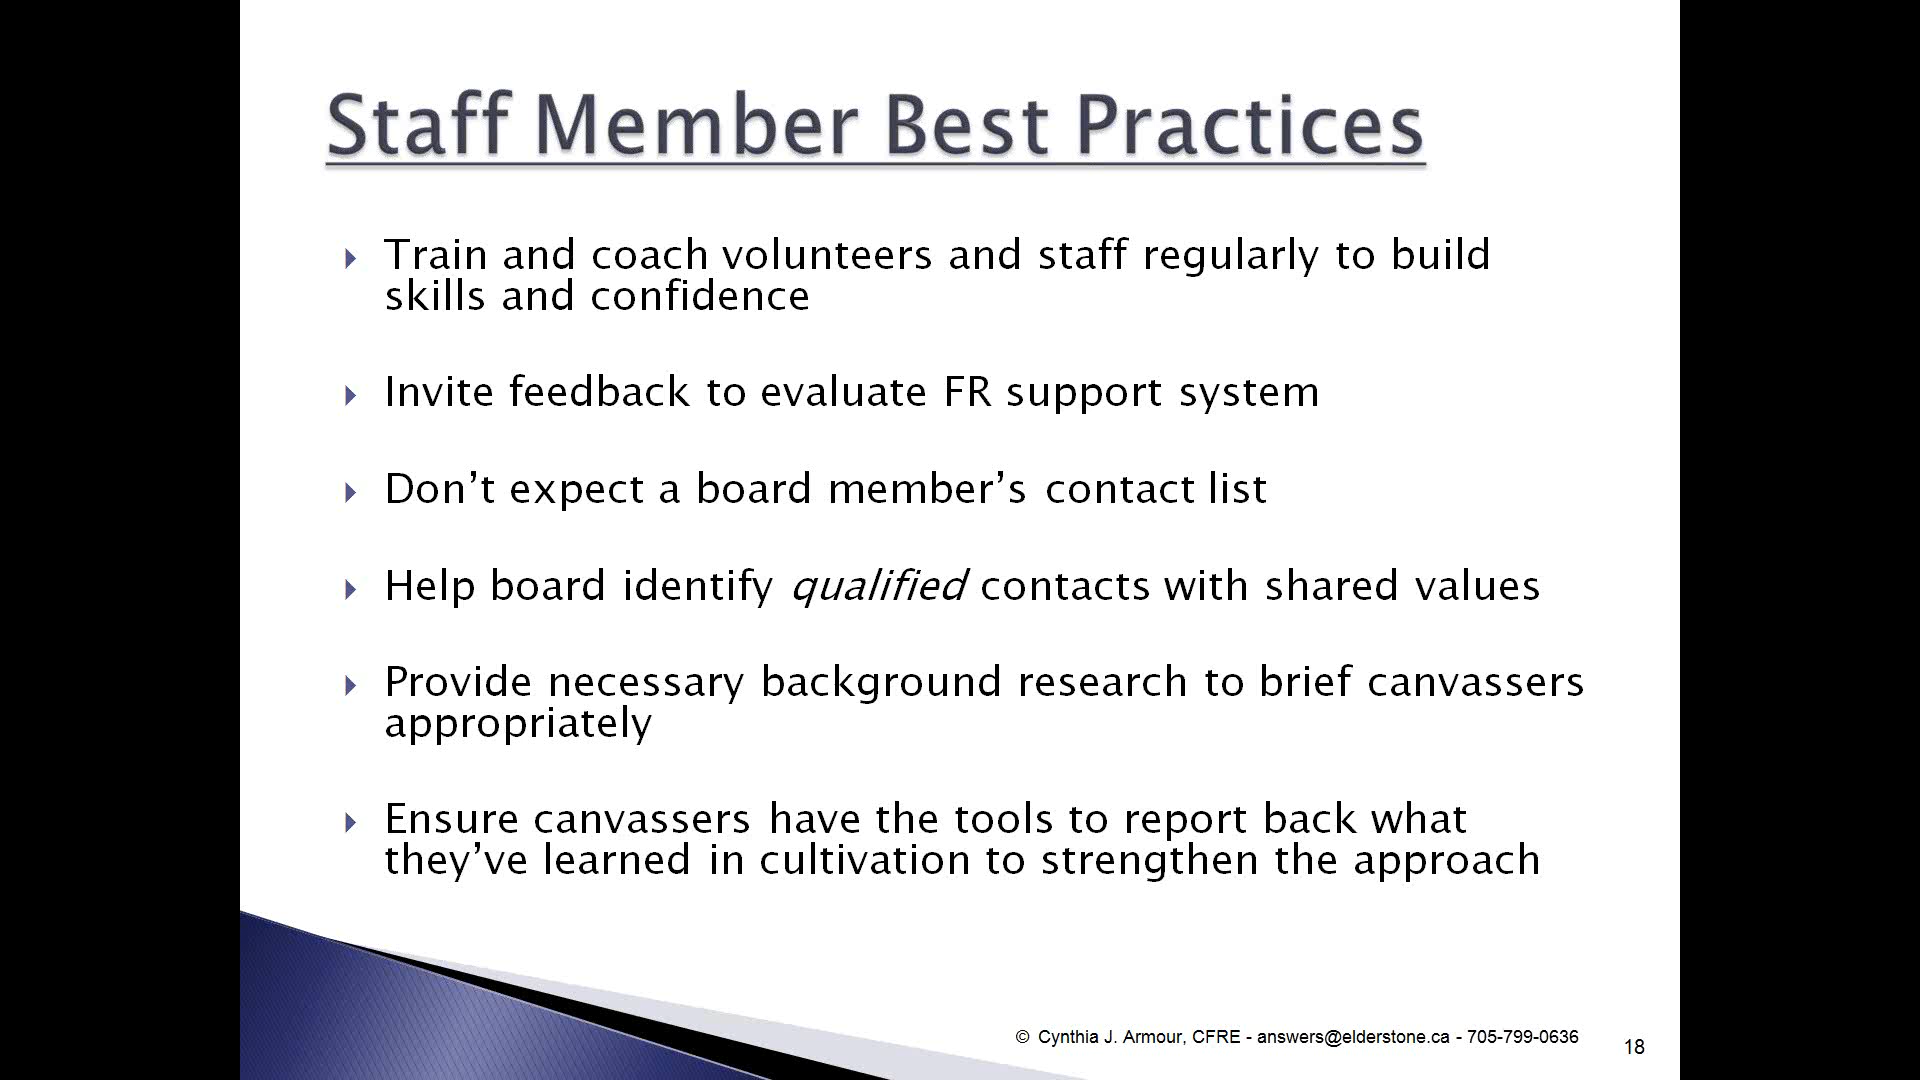 Staff Member Best Practices
Train and coach volunteers and staff regularly to build
skills and confidence
Invite feedback to evaluate FR support system
Don’t expect a board member’s contact list
Help board identify qualified contacts with shared values
Provide necessary background research to brief canvassers
appropriately
Ensure canvassers have the tools to report back what
they’ve learned in cultivation to strengthen the approach
© Cynthia J. Armour, CFRE - answers@elderstone.ca - 705-799-0636
18